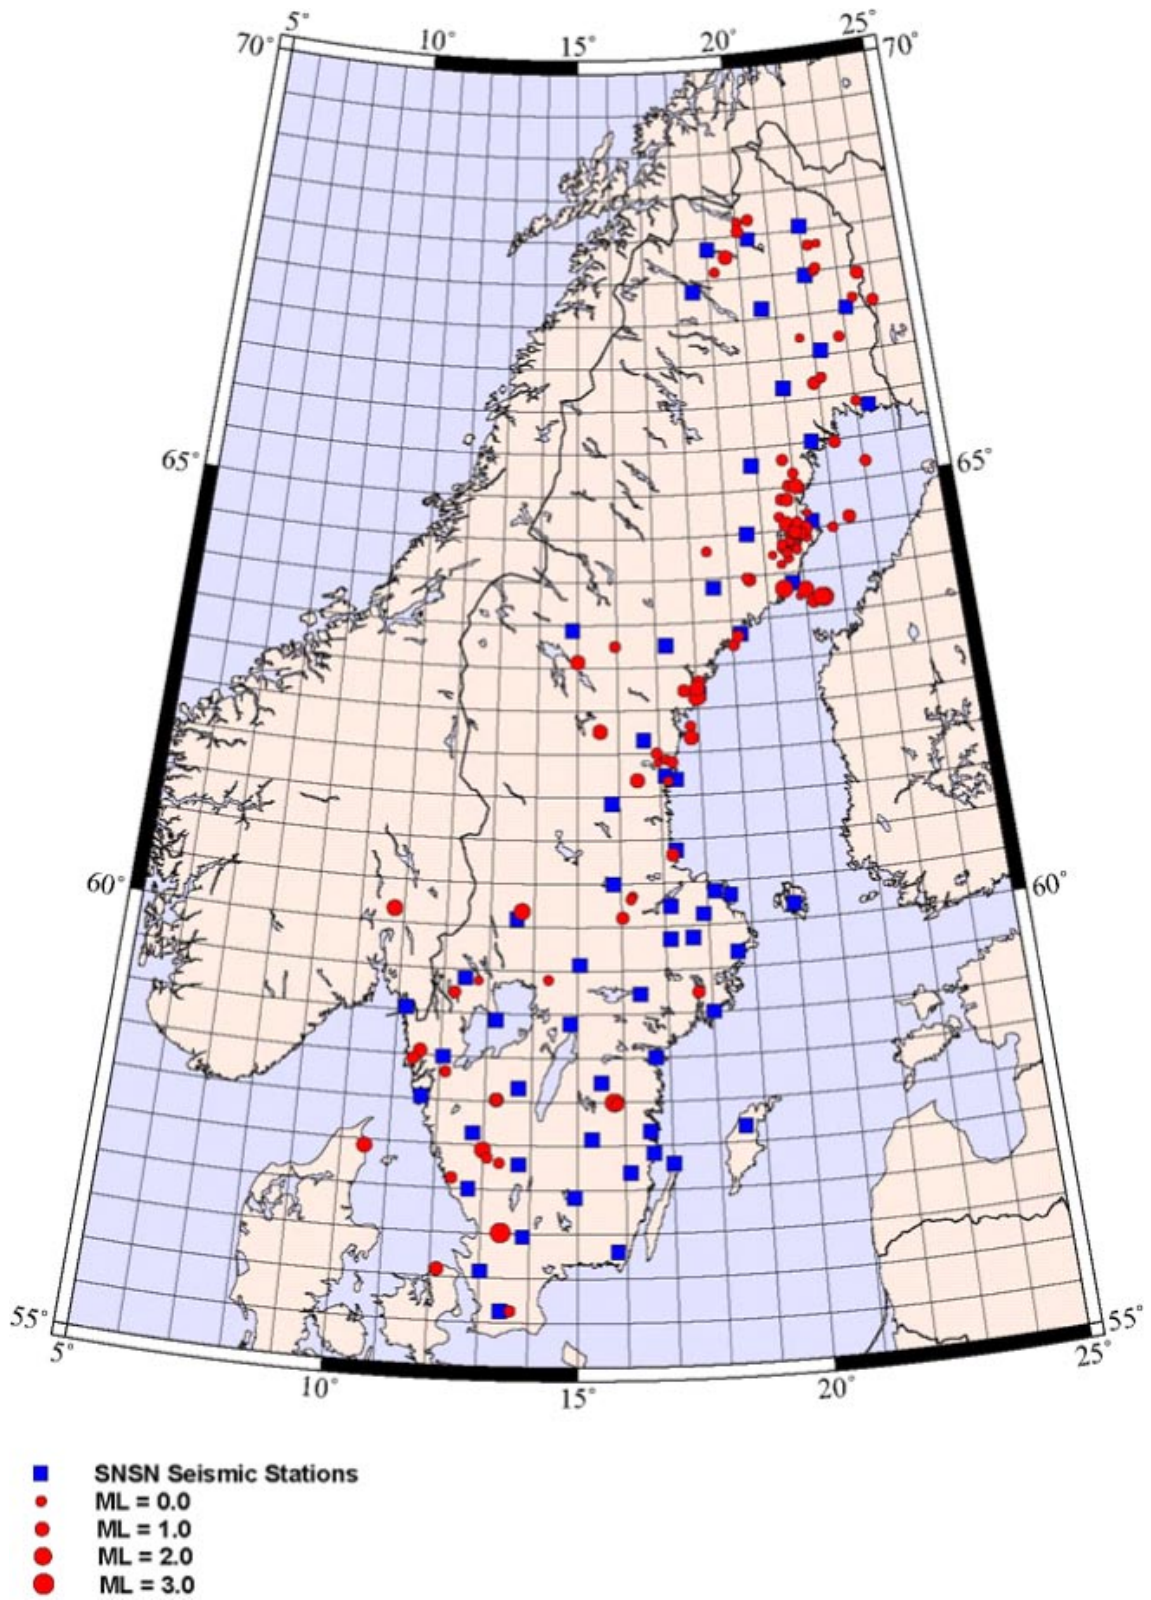 5° 10° 15° 20° 25°
70° 70°
65° 65°
60° 60°
55° 55°
5° 10° 15° 20° 25°
SNSN Seismic Stations
ML = 0.0
ML = 1.0
ML = 2.0
ML = 3.0